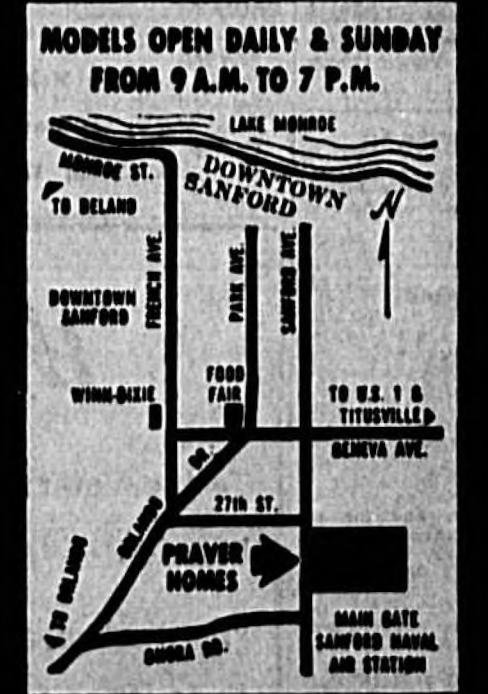 MODELS OPEN DAILY & SUNDAY
FROM 9 A.M. TO 7 P.M.
LAKE MONROE
MONROE ST.
DOWNTOWN
SANFORD
N
TO DELAND
FRENCH AVE.
PARK AVE.
SANFORD AVE.
DOWNTOWN
SANFORD
WINN-DIXIE
FOOD
FAIR
TO U.S. 1 &
TITUSVILLE
GENEVA AVE.
ORLANDO DR.
27th ST.
PRAVER
HOMES
TO ORLANDO
ONORA RD.
MAIN GATE
SANFORD NAVAL
AIR STATION